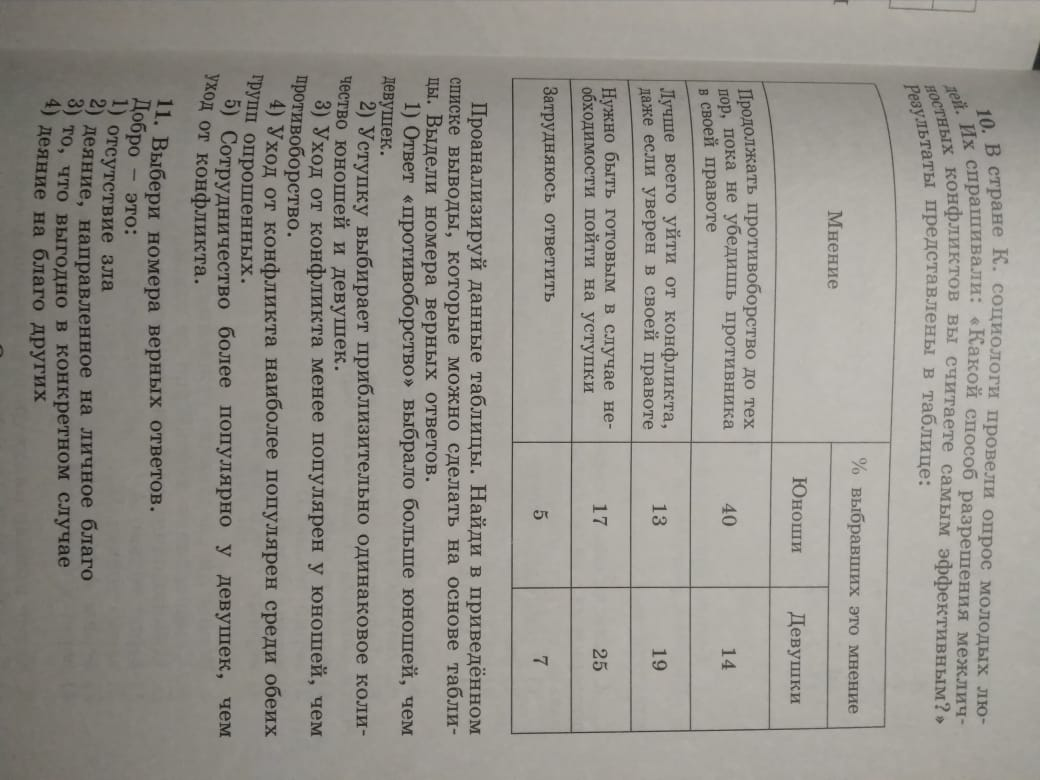 10. В стране К. социологи провели опрос молодых лю-
дей. Их спрашивали: «Какой способ разрешения межлич-
ностных конфликтов вы считаете самым эффективным?»
Результаты представлены в таблице:
Мнение
% выбравших это мнение
Юноши
Девушки
Продолжать противоборство до тех
пор, пока не убедишь противника
в своей правоте
40
14
Лучше всего уйти от конфликта,
даже если уверен в своей правоте
13
19
Нужно быть готовым в случае не-
обходимости пойти на уступки
17
25
Затрудняюсь ответить
5
7
Проанализируй данные таблицы. Найди в приведённом
списке выводы, которые можно сделать на основе табли-
цы. Выдели номера верных ответов.
1) Ответ «противоборство» выбрало больше юношей, чем
девушек.
2) Уступку выбирает приблизительно одинаковое коли-
чество юношей и девушек.
3) Уход от конфликта менее популярен у юношей, чем
противоборство.
4) Уход от конфликта наиболее популярен среди обеих
групп опрошенных.
5) Сотрудничество более популярно у девушек, чем
уход от конфликта.
11. Выбери номера верных ответов.
Добро – это:
1) отсутствие зла
2) деяние, направленное на личное благо
3) то, что выгодно в конкретном случае
4) деяние на благо других